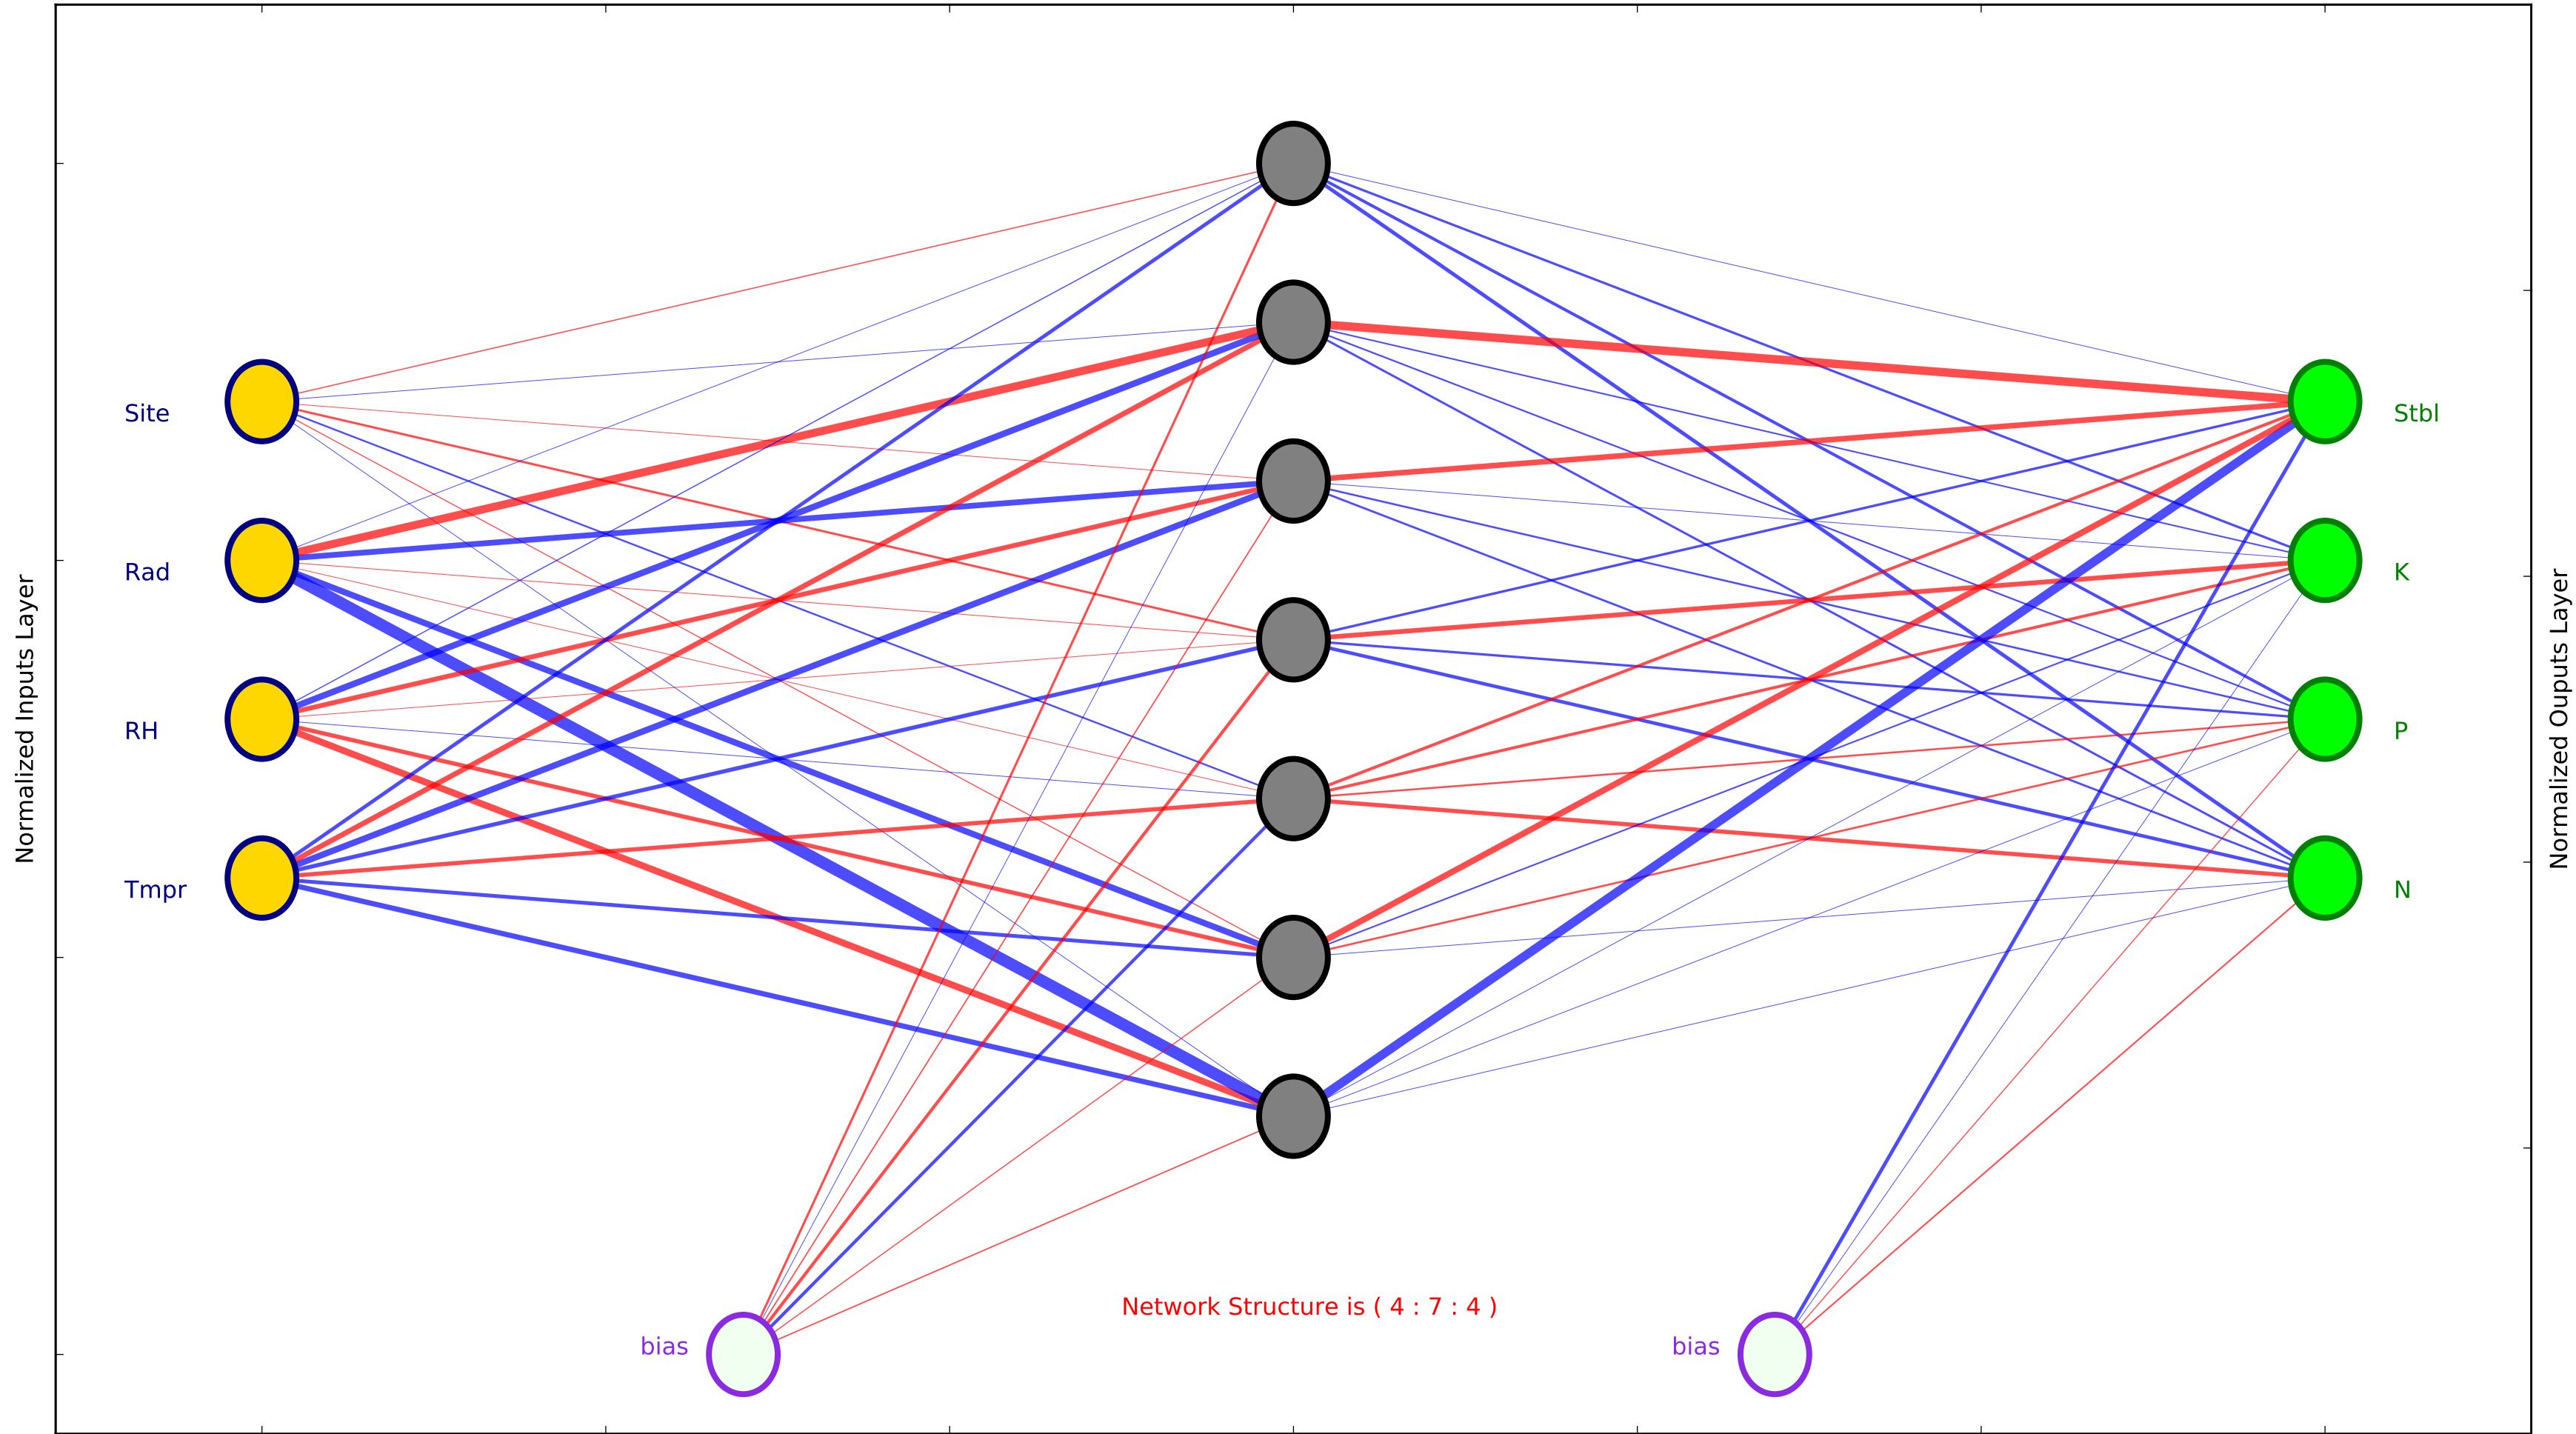 Normalized Inputs Layer
Site
Rad
RH
Tmpr
bias
Network Structure is ( 4 : 7 : 4 )
bias
Stbl
K
P
N
Normalized Ouputs Layer